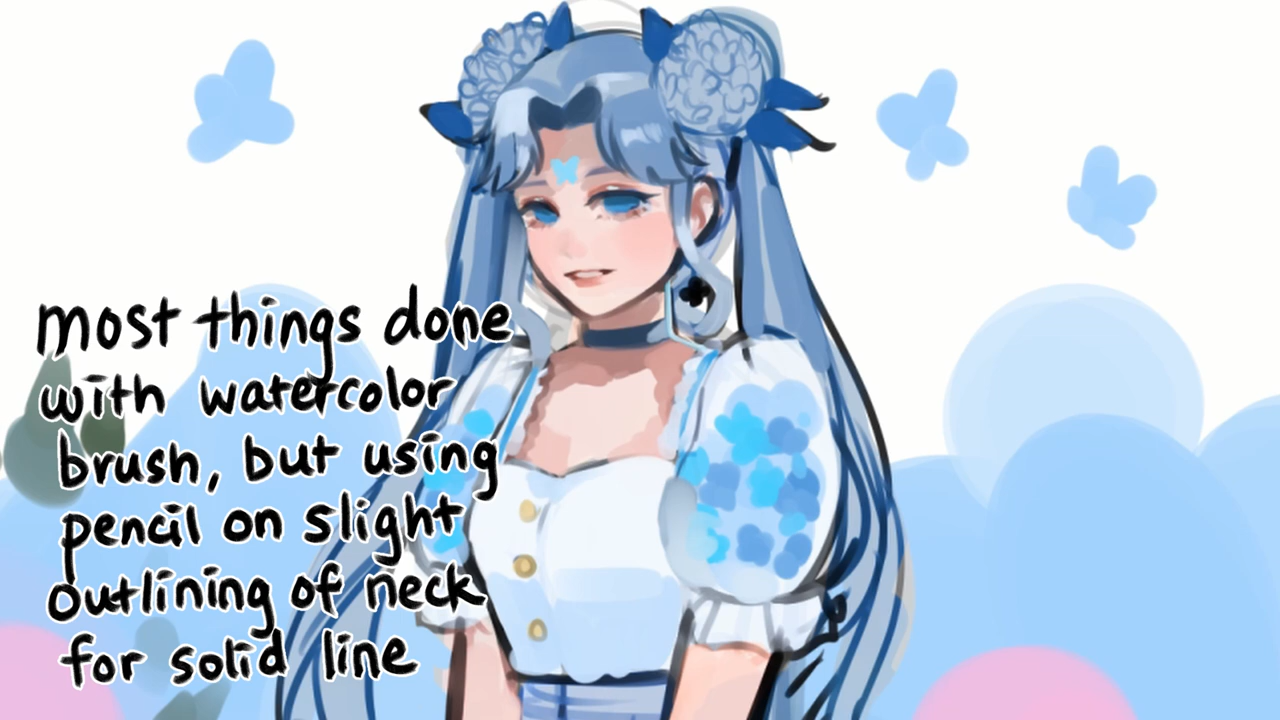 most things done
with watercolor
brush, but using
pencil on slight
outlining of neck
for solid line